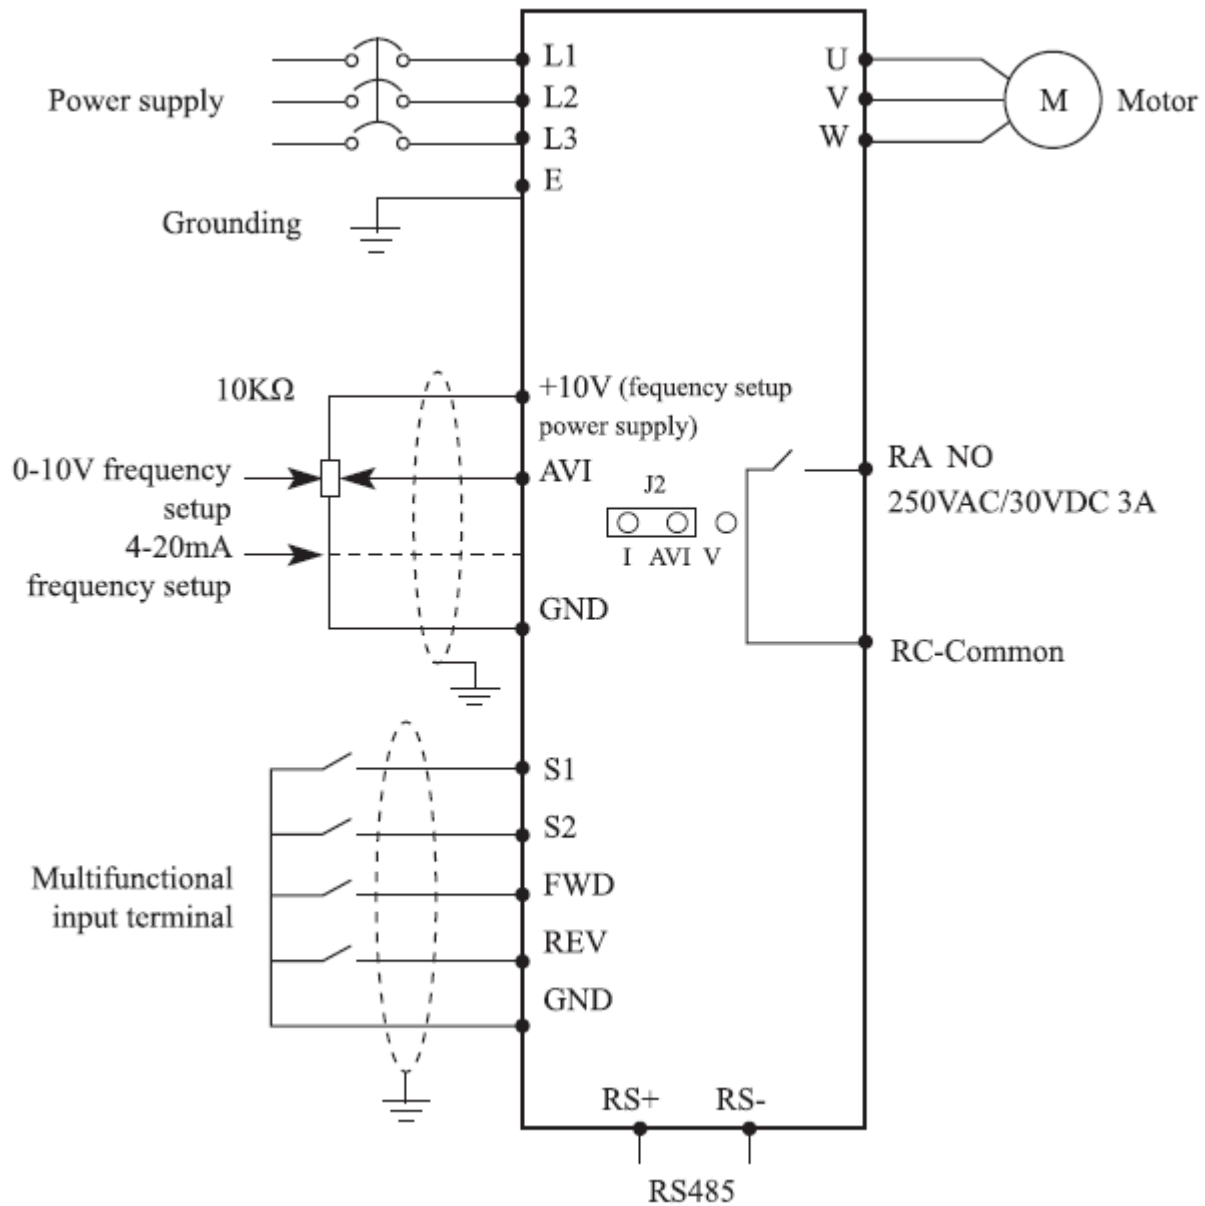 L1
L2
L3
E
Power supply
Grounding
U
V
W
M
Motor
10KΩ
+10V (fequency setup
power supply)
0-10V frequency
setup
AVI
4-20mA
frequency setup
GND
J2
I AVI V
RA NO
250VAC/30VDC 3A
RC-Common
Multifunctional
input terminal
S1
S2
FWD
REV
GND
RS+ RS-
RS485